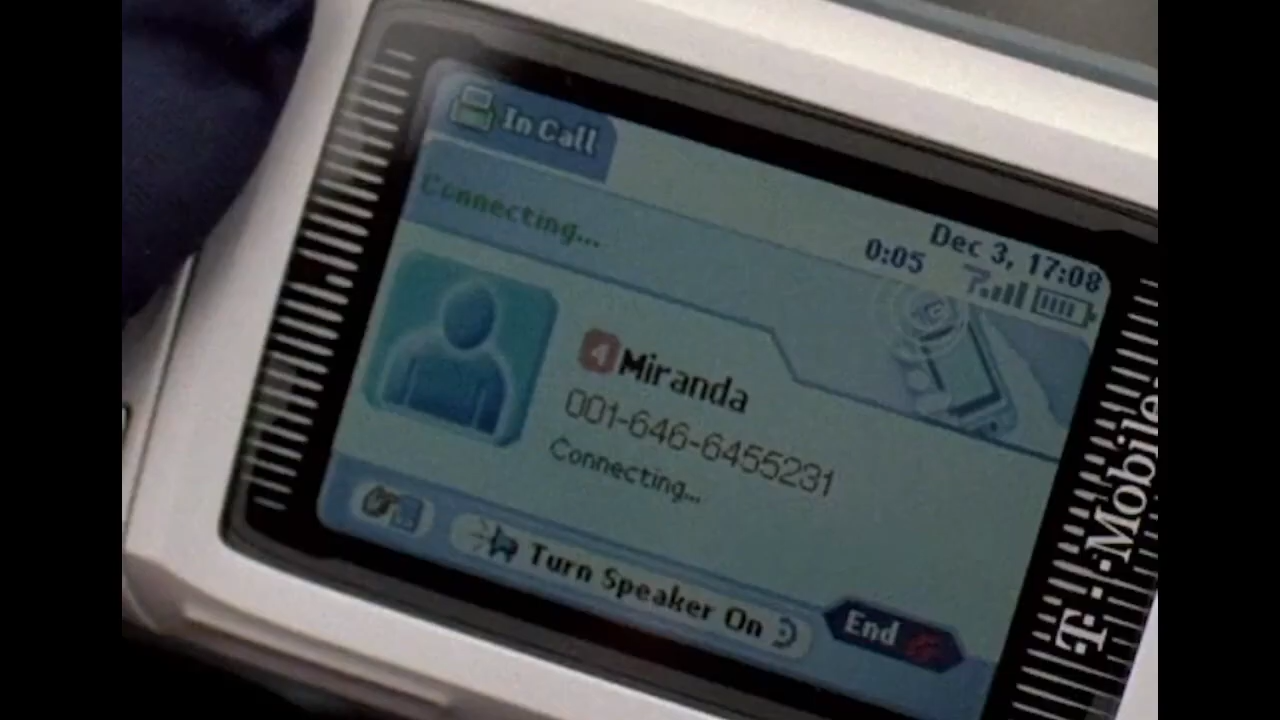 In Call
Connecting...
Dec 3, 17:08
0:05
4 Miranda
001-646-6455231
Connecting...
Turn Speaker On
End
T··Mobile